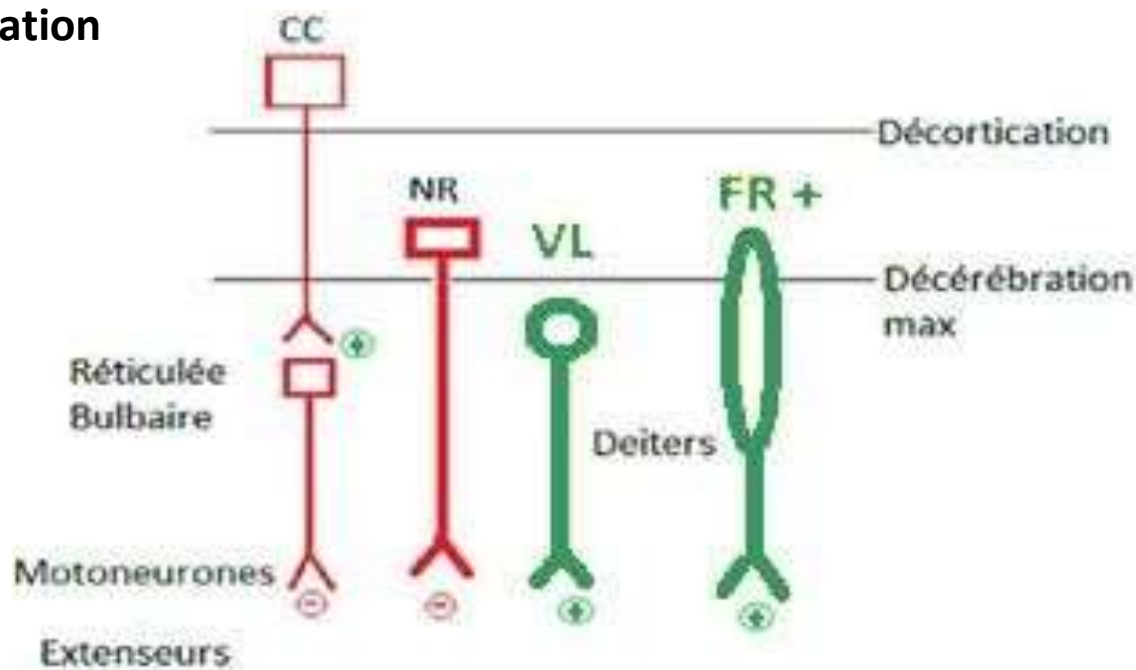 ation
CC
Décortication
NR
FR +
VL
Décérébration
max
Réticulée
Bulbaire
Deiters
Motoneurones
Extenseurs
+
-
-
+
+